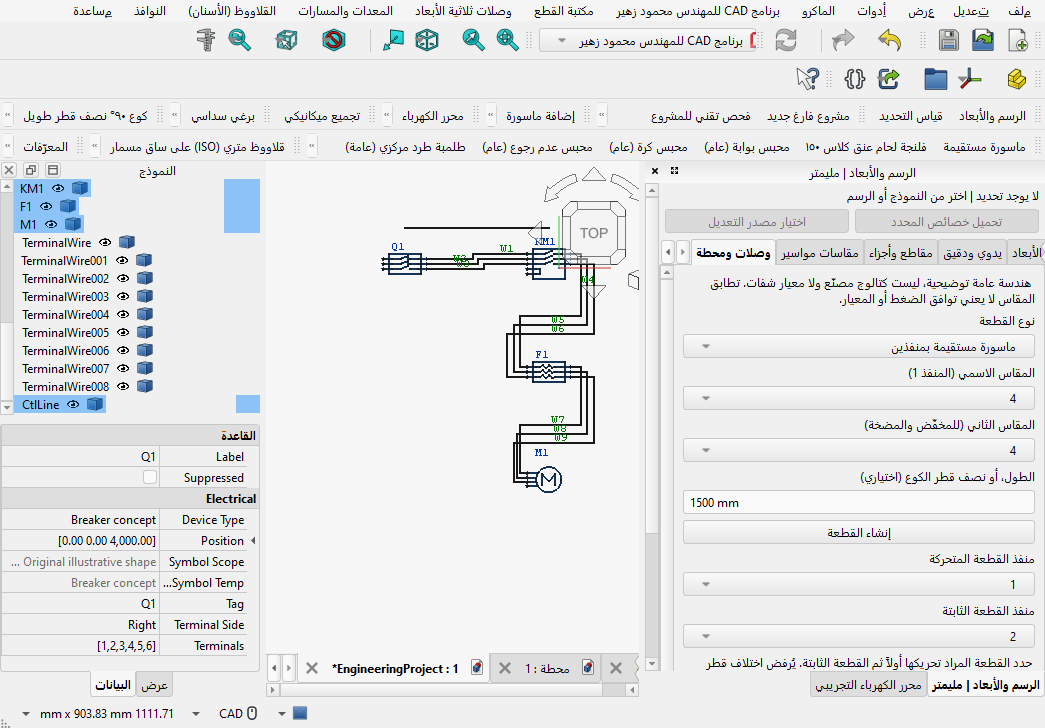 ملف تعديل عرض أدوات الماكرو برنامج CAD للمهندس محمود زهير مكتبة القطع وصلات ثلاثية الأبعاد المعدات والمسارات القلاووظ (الأسنان) النوافذ مساعدة
برنامج CAD للمهندس محمود زهير
الرسم والأبعاد قياس التحديد مشروع فارغ جديد فحص تقني للمشروع » إضافة ماسورة » محرر الكهرباء » تجميع ميكانيكي برغي سداسي » كوع ٩٠° نصف قطر طويل »
ماسورة مستقيمة فلنجة لحام عنق كلاس ١٥٠ محبس بوابة (عام) محبس كرة (عام) محبس عدم رجوع (عام) طلمبة طرد مركزي (عامة) » قلاووظ متري (ISO) على ساق مسمار » المعرّفات »
الرسم والأبعاد | مليمتر
لا يوجد تحديد | اختر من النموذج أو الرسم
تحميل خصائص المحدد
اختيار مصدر التعديل
الأبعاد يدوي ودقيق مقاطع وأجزاء مقاسات مواسير وصلات ومحطة
هندسة عامة توضيحية، ليست كتالوج مصنّع ولا معيار شفات. تطابق
المقاس لا يعني توافق الضغط أو المعيار.
نوع القطعة
ماسورة مستقيمة بمنفذين
المقاس الاسمي (المنفذ 1)
4
المقاس الثاني (للمخفّض والمضخة)
4
الطول، أو نصف قطر الكوع (اختياري)
1500 mm
إنشاء القطعة
منفذ القطعة المتحركة
1
منفذ القطعة الثابتة
2
حدد القطعة المراد تحريكها أولاً ثم القطعة الثابتة. يُرفض اختلاف قطر
الرسم والأبعاد | مليمتر محرر الكهرباء التجريبي
TOP
Q1
W1
KM1
W2
W3
W4
W5
W6
F1
W7
W8
W9
M1
M
محطة : 1
EngineeringProject : 1*
النموذج
KM1
F1
M1
TerminalWire
TerminalWire001
TerminalWire002
TerminalWire003
TerminalWire004
TerminalWire005
TerminalWire006
TerminalWire007
TerminalWire008
CtlLine
القاعدة
Label Q1
Suppressed
Electrical
Device Type Breaker concept
Position [0.00 0.00 4,000.00]
Symbol Scope Original illustrative shape ...
Symbol Temp... Breaker concept
Tag Q1
Terminal Side Right
Terminals [1,2,3,4,5,6]
عرض البيانات
CAD
1111.71 mm x 903.83 mm